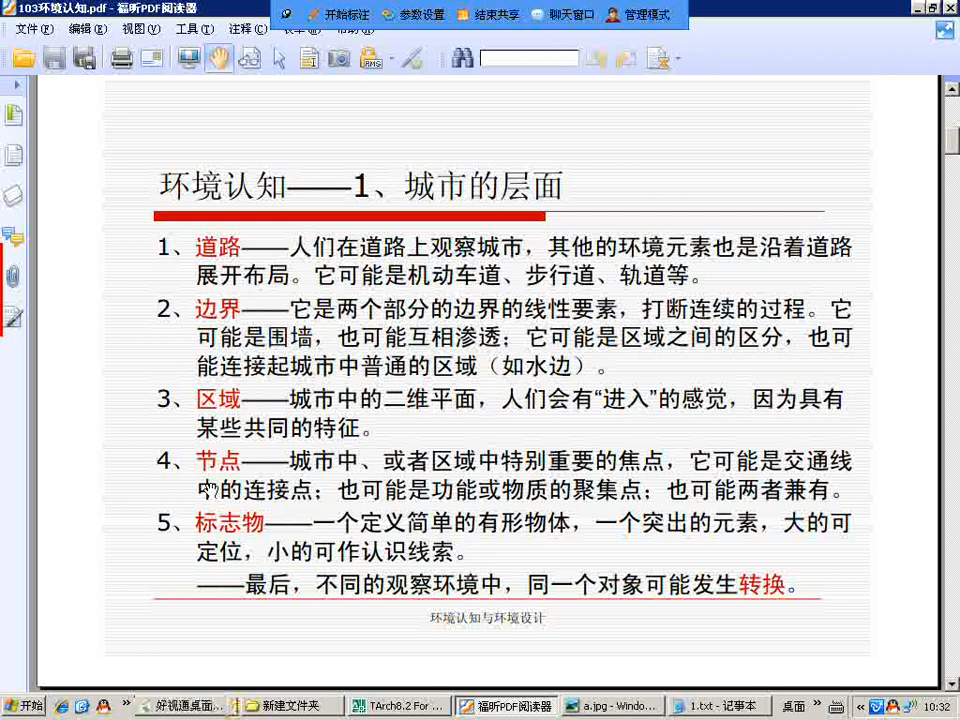 103环境认知.pdf - 福昕PDF阅读器
开始标注 参数设置 结束共享 聊天窗口 管理模式
文件(F) 编辑(E) 视图(V) 工具(T) 注释(C)
环境认知——1、城市的层面
1、道路——人们在道路上观察城市，其他的环境元素也是沿着道路
展开布局。它可能是机动车道、步行道、轨道等。
2、边界——它是两个部分的边界的线性要素，打断连续的过程。它
可能是围墙，也可能互相渗透；它可能是区域之间的区分，也可
能连接起城市中普通的区域（如水边）。
3、区域——城市中的二维平面，人们会有“进入”的感觉，因为具有
某些共同的特征。
4、节点——城市中、或者区域中特别重要的焦点，它可能是交通线
中的连接点；也可能是功能或物质的聚集点；也可能两者兼有。
5、标志物——一个定义简单的有形物体，一个突出的元素，大的可
定位，小的可作认识线索。
——最后，不同的观察环境中，同一个对象可能发生转换。
环境认知与环境设计
开始 好视通桌面... 新建文件夹 TArch8.2 For ... 福昕PDF阅读器 a.jpg - Windo... 1.txt - 记事本 桌面 10:32